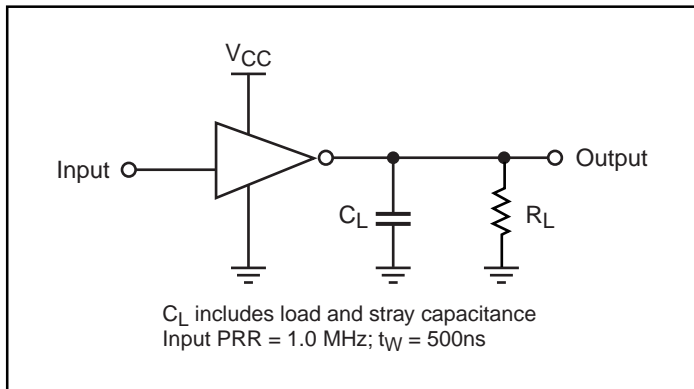 VCC
Input
Output
CL
RL
CL includes load and stray capacitance
Input PRR = 1.0 MHz; tW = 500ns